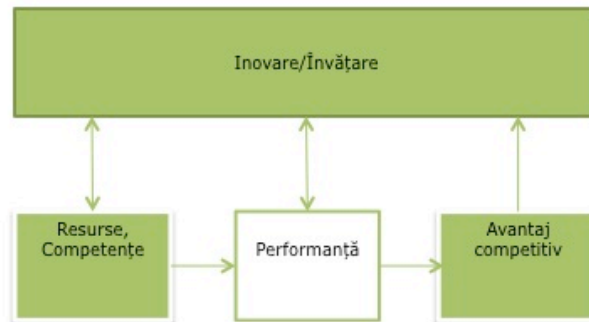 Inovare/Învățare
Resurse,
Competențe
Performanță
Avantaj
competitiv